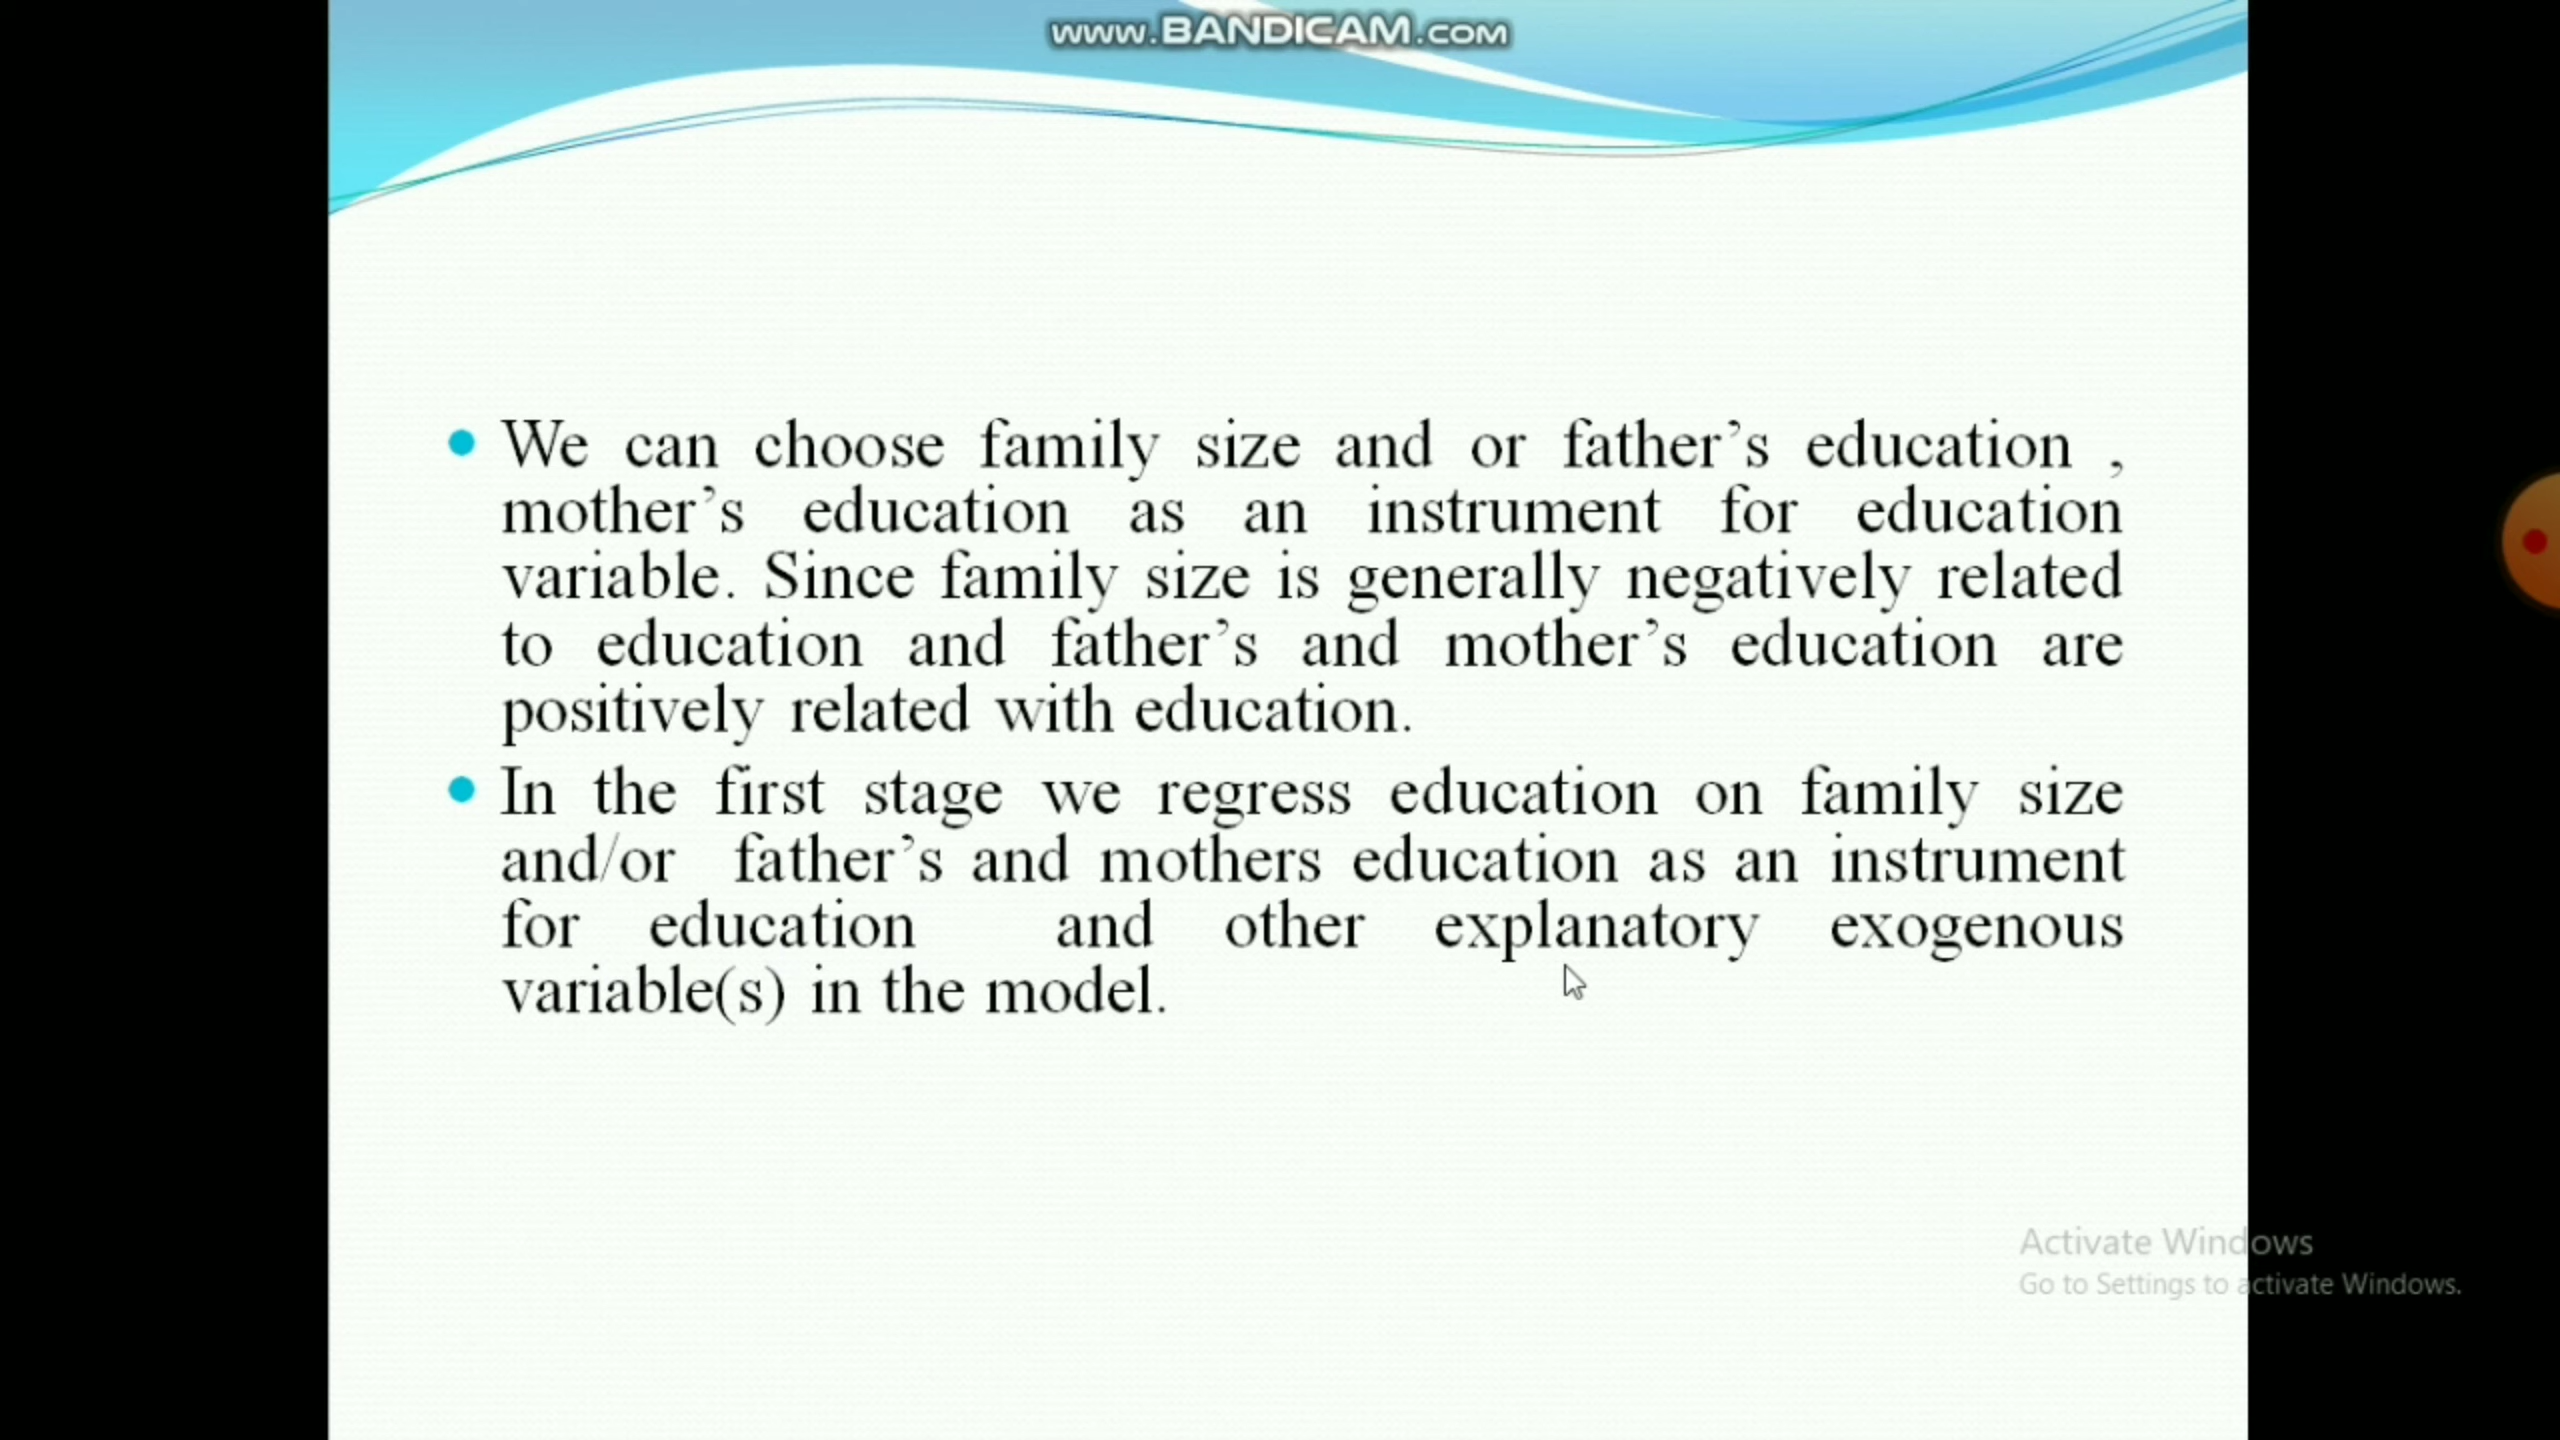 www.BANDICAM.com
We can choose family size and or father’s education ,
mother’s education as an instrument for education
variable. Since family size is generally negatively related
to education and father’s and mother’s education are
positively related with education.
In the first stage we regress education on family size
and/or father’s and mothers education as an instrument
for education and other explanatory exogenous
variable(s) in the model.
Activate Windows
Go to Settings to activate Windows.